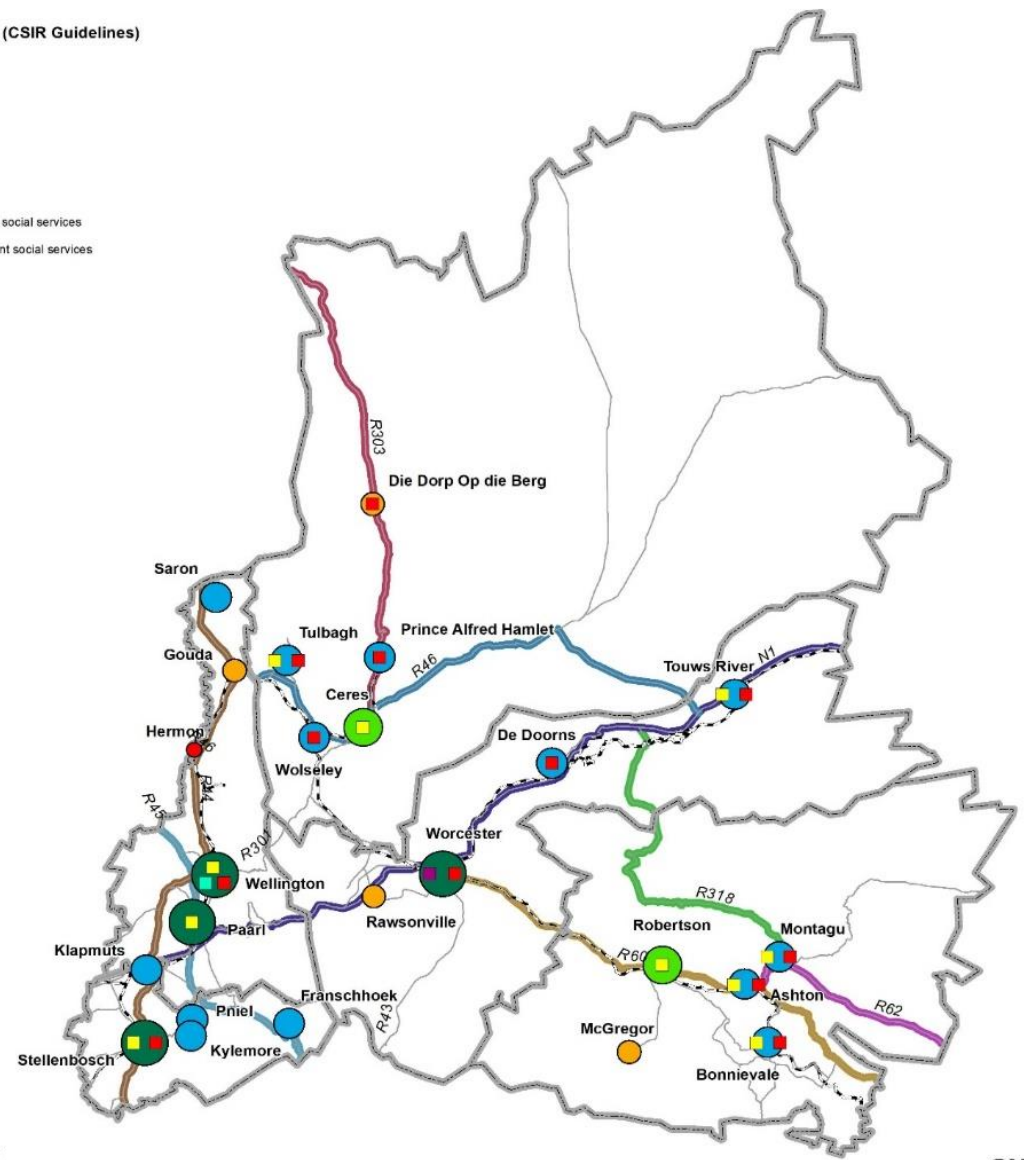 (CSIR Guidelines)
social services
nt social services
R303
Die Dorp Op die Berg
Saron
Tulbagh
Prince Alfred Hamlet
Gouda
R46
Touws River
N1
Ceres
Hermon
De Doorns
Wolseley
R45
R301
Worcester
Wellington
R318
Rawsonville
Robertson
Montagu
Paarl
Klapmuts
R60
Ashton
R62
Franschhoek
Pniel
R43
McGregor
Kylemore
Stellenbosch
Bonnievale